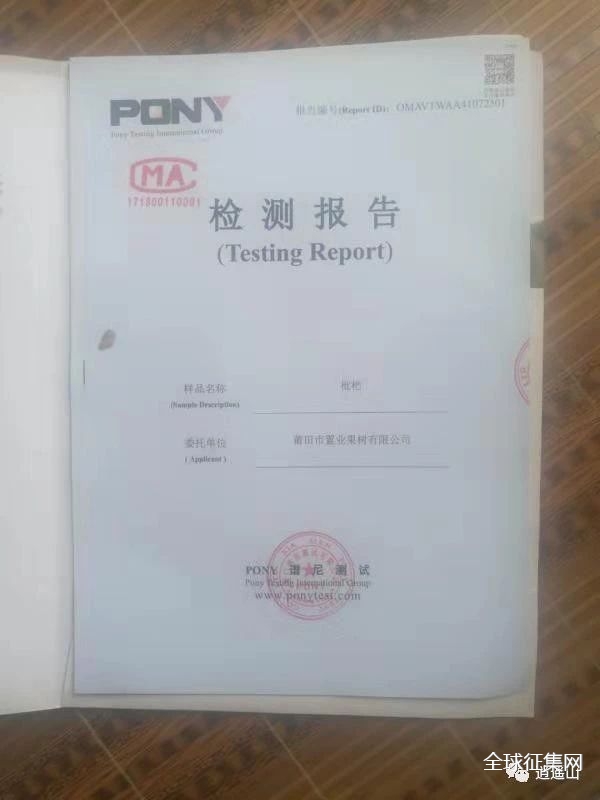 PONY
Pony Testing International Group
报告编号(Report ID): OMAV1WAA41072501
MA
171800110001
检测报告
(Testing Report)
样品名称
枇杷
(Sample Description)
委托单位
莆田市置业果树有限公司
( Applicant )
PONY 谱尼测试
Pony Testing International Group
www.ponytest.com
全球征集网
逍遥山